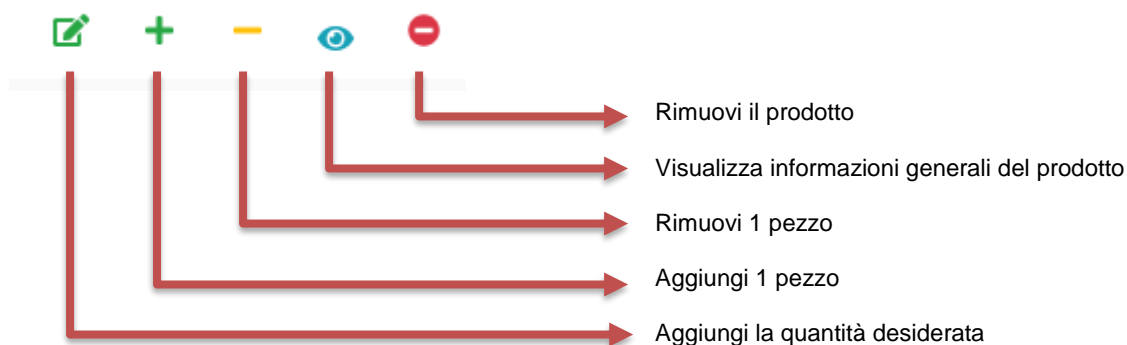 Rimuovi il prodotto
Visualizza informazioni generali del prodotto
Rimuovi 1 pezzo
Aggiungi 1 pezzo
Aggiungi la quantità desiderata